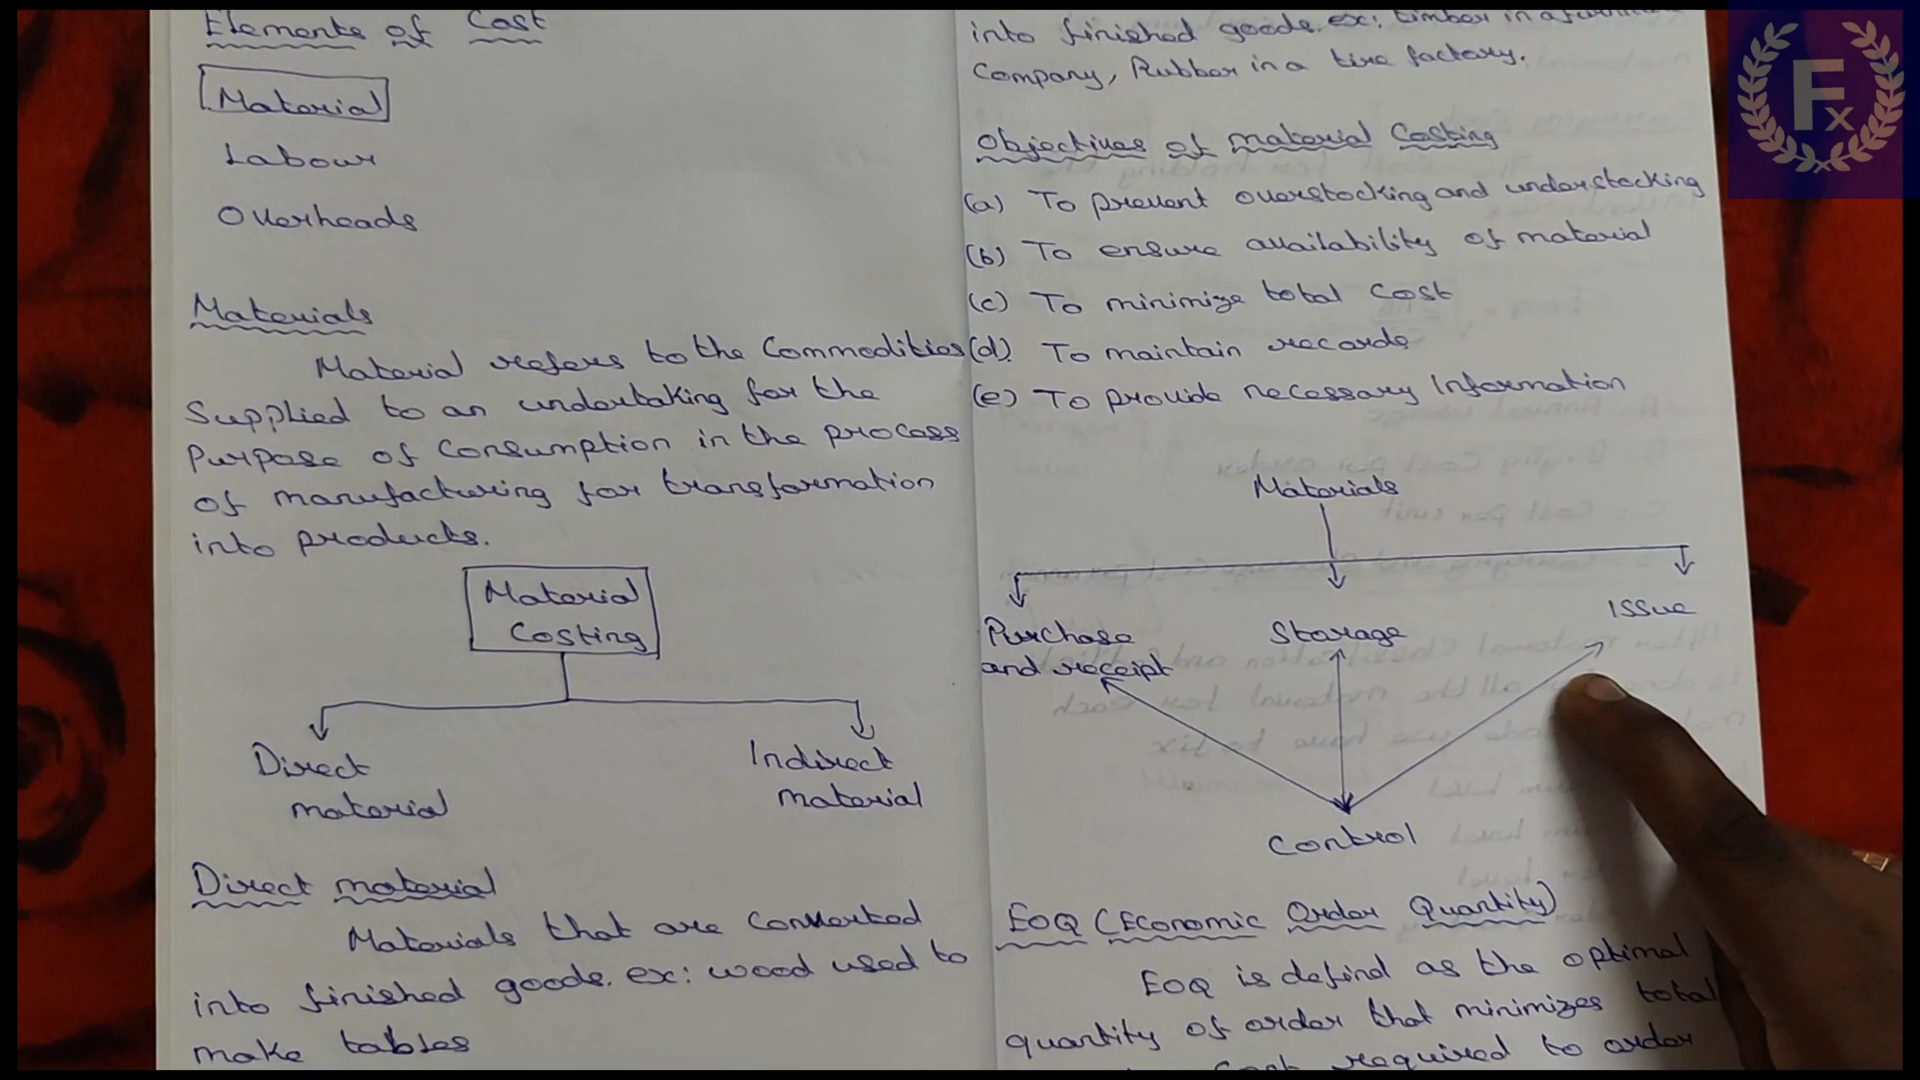 Elements of Cost
Material
Labour
Overheads
Materials
Material refers to the Commodities
Supplied to an undertaking for the
Purpose of Consumption in the process
of manufacturing for transformation
into products.
Material
Costing
Direct
material
Indirect
material
Direct material
Materials that are Converted
into finished goods. ex: wood used to
make tables
into finished goods. ex: timber in a
Company, Rubber in a tire factory.
Objectives of material Costing
(a) To prevent overstocking and understocking
(b) To ensure availability of material
(c) To minimize total Cost
(d) To maintain records
(e) To provide necessary Information
Materials
Purchase
and receipt
Storage
Issue
Control
EOQ (Economic Order Quantity)
EOQ is defind as the optimal
quantity of order that minimizes total
Cost required to order
Fx